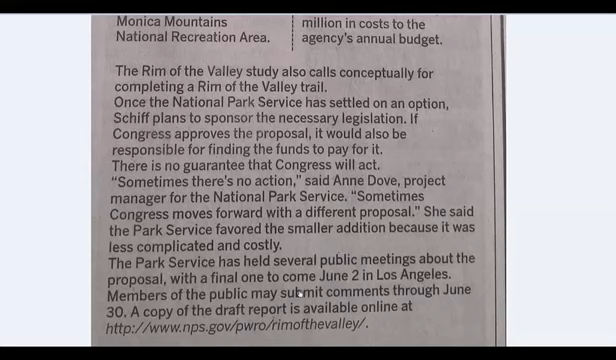 Monica Mountains
National Recreation Area.
million in costs to the
agency's annual budget.
The Rim of the Valley study also calls conceptually for
completing a Rim of the Valley trail.
Once the National Park Service has settled on an option,
Schiff plans to sponsor the necessary legislation. If
Congress approves the proposal, it would also be
responsible for finding the funds to pay for it.
There is no guarantee that Congress will act.
"Sometimes there's no action," said Anne Dove, project
manager for the National Park Service. "Sometimes
Congress moves forward with a different proposal." She said
the Park Service favored the smaller addition because it was
less complicated and costly.
The Park Service has held several public meetings about the
proposal, with a final one to come June 2 in Los Angeles.
Members of the public may submit comments through June
30. A copy of the draft report is available online at
http://www.nps.gov/pwro/rimofthevalley/.